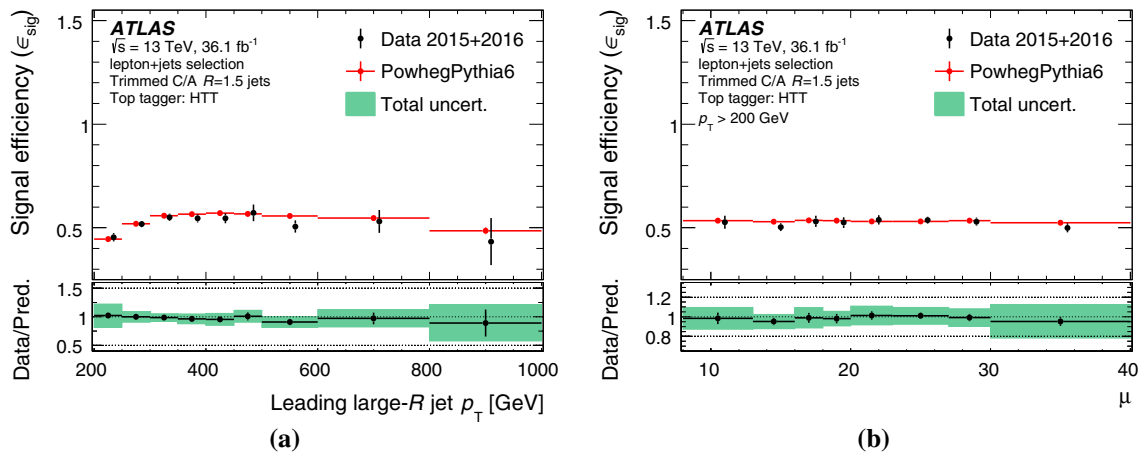 Signal efficiency (ϵsig)
1.5
1
0.5
ATLAS
√s = 13 TeV, 36.1 fb-1
lepton+jets selection
Trimmed C/A R=1.5 jets
Top tagger: HTT
Data 2015+2016
PowhegPythia6
Total uncert.
Data/Pred.
1.5
1
0.5
200 400 600 800 1000
Leading large-R jet pT [GeV]
(a)
Signal efficiency (ϵsig)
1.5
1
0.5
ATLAS
√s = 13 TeV, 36.1 fb-1
lepton+jets selection
Trimmed C/A R=1.5 jets
Top tagger: HTT
pT > 200 GeV
Data 2015+2016
PowhegPythia6
Total uncert.
Data/Pred.
1.2
1
0.8
10 20 30 40
μ
(b)